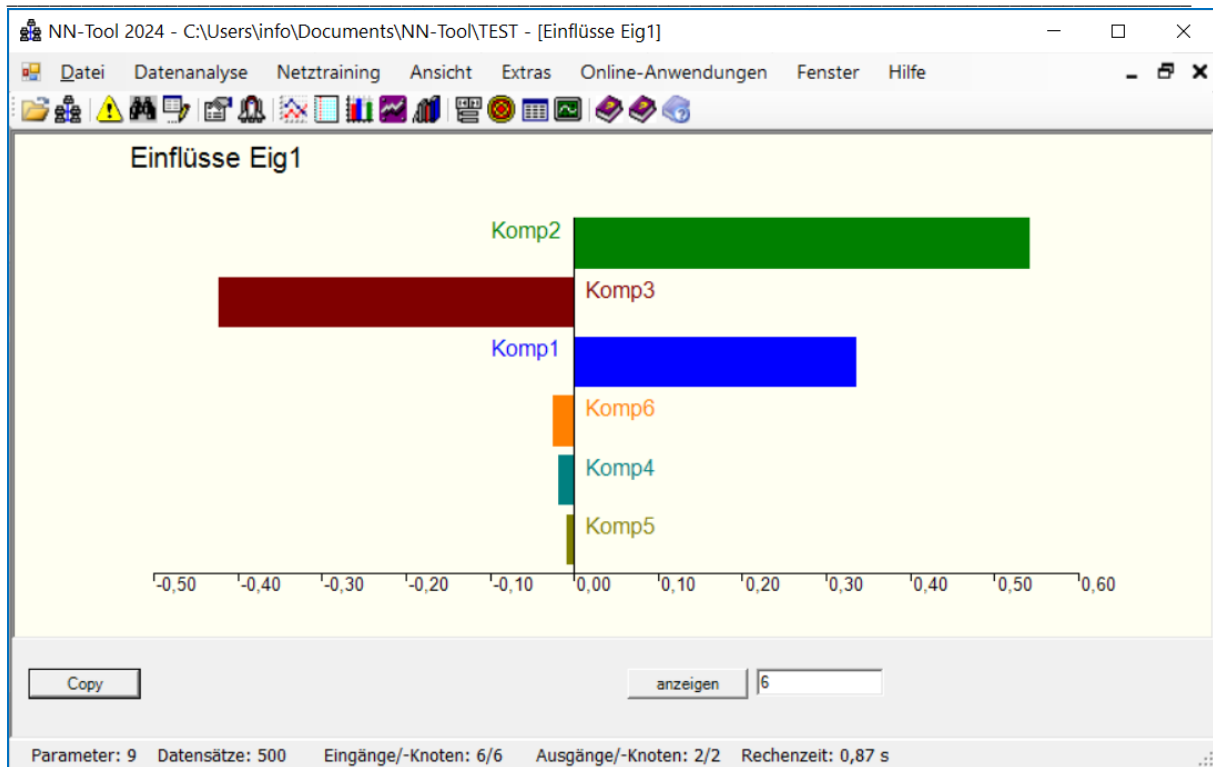 NN-Tool 2024 - C:\Users\info\Documents\NN-Tool\TEST - [Einflüsse Eig1]
Datei Datenanalyse Netztraining Ansicht Extras Online-Anwendungen Fenster Hilfe
Einflüsse Eig1
Komp2
Komp3
Komp1
Komp6
Komp4
Komp5
-0,50 -0,40 -0,30 -0,20 -0,10 0,00 0,10 0,20 0,30 0,40 0,50 0,60
Copy anzeigen 6
Parameter: 9 Datensätze: 500 Eingänge/-Knoten: 6/6 Ausgänge/-Knoten: 2/2 Rechenzeit: 0,87 s